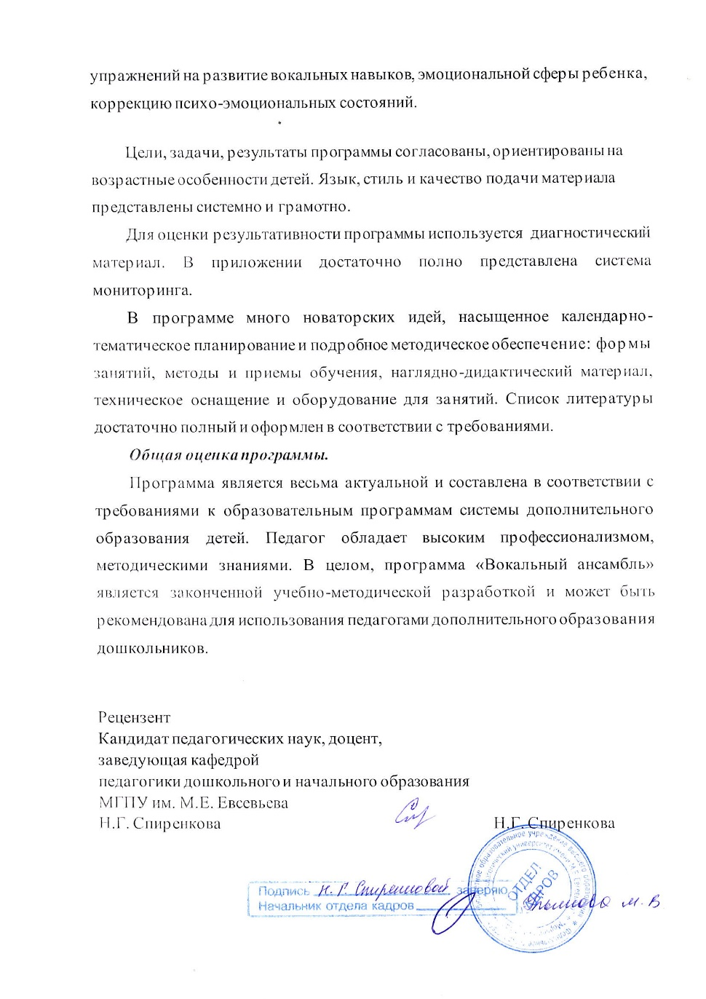 упражнений на развитие вокальных навыков, эмоциональной сферы ребенка,
коррекцию психо-эмоциональных состояний.
Цели, задачи, результаты программы согласованы, ориентированы на
возрастные особенности детей. Язык, стиль и качество подачи материала
представлены системно и грамотно.
Для оценки результативности программы используется диагностический
материал. В приложении достаточно полно представлена система
мониторинга.
В программе много новаторских идей, насыщенное календарно-
тематическое планирование и подробное методическое обеспечение: формы
занятий, методы и приемы обучения, наглядно-дидактический материал,
техническое оснащение и оборудование для занятий. Список литературы
достаточно полный и оформлен в соответствии с требованиями.
Общая оценка программы.
Программа является весьма актуальной и составлена в соответствии с
требованиями к образовательным программам системы дополнительного
образования детей. Педагог обладает высоким профессионализмом,
методическими знаниями. В целом, программа «Вокальный ансамбль»
является законченной учебно-методической разработкой и может быть
рекомендована для использования педагогами дополнительного образования
дошкольников.
Рецензент
Кандидат педагогических наук, доцент,
заведующая кафедрой
педагогики дошкольного и начального образования
МГПУ им. М.Е. Евсевьева
Н.Г. Спиренкова Н.Г. Спиренкова
Подпись Н. Г. Спиренковой заверяю
Начальник отдела кадров М. В
ОТДЕЛ
КАДРОВ